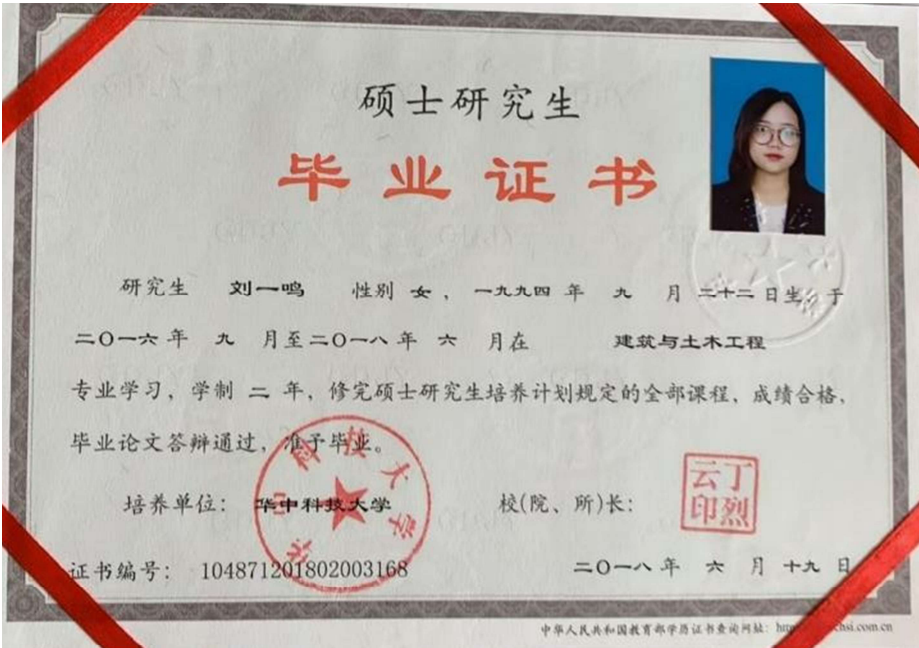 硕士研究生
毕业证书
研究生 刘一鸣 性别 女，一九九四 年 九 月 二十二 日生，于
二〇一六 年 九 月至 二〇一八 年 六 月在 建筑与土木工程
专业学习，学制 二 年，修完硕士研究生培养计划规定的全部课程，成绩合格，
毕业论文答辩通过，准予毕业。
培养单位：华中科技大学 校(院、所)长：
丁烈云印
证书编号：104871201802003168 二〇一八 年 六 月 十九 日
中华人民共和国教育部学历证书查询网址：